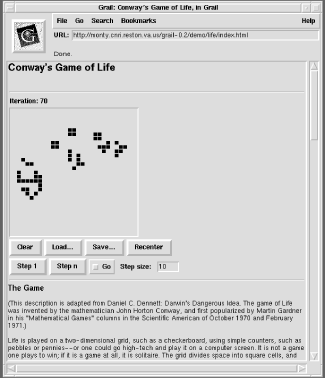 Grail: Conway's Game of Life, in Grail
File Go Search Bookmarks Help
URL: http://monty.cnri.reston.va.us/grail-0.2/demo/life/index.html
Done.
Conway's Game of Life
Iteration: 70
Clear Load... Save... Recenter
Step 1 Step n Go Step size: 10
The Game
(This description is adapted from Daniel C. Dennett: Darwin's Dangerous Idea. The game of Life
was invented by the mathematician John Horton Conway, and first popularized by Martin Gardner
in his "Mathematical Games" columns in the Scientific American of October 1970 and February
1971.)
Life is played on a two-dimensional grid, such as a checkerboard, using simple counters, such as
pebbles or pennies--or one could go high-tech and play it on a computer screen. It is not a game
one plays to win; if it is a game at all, it is solitaire. The grid divides space into square cells, and